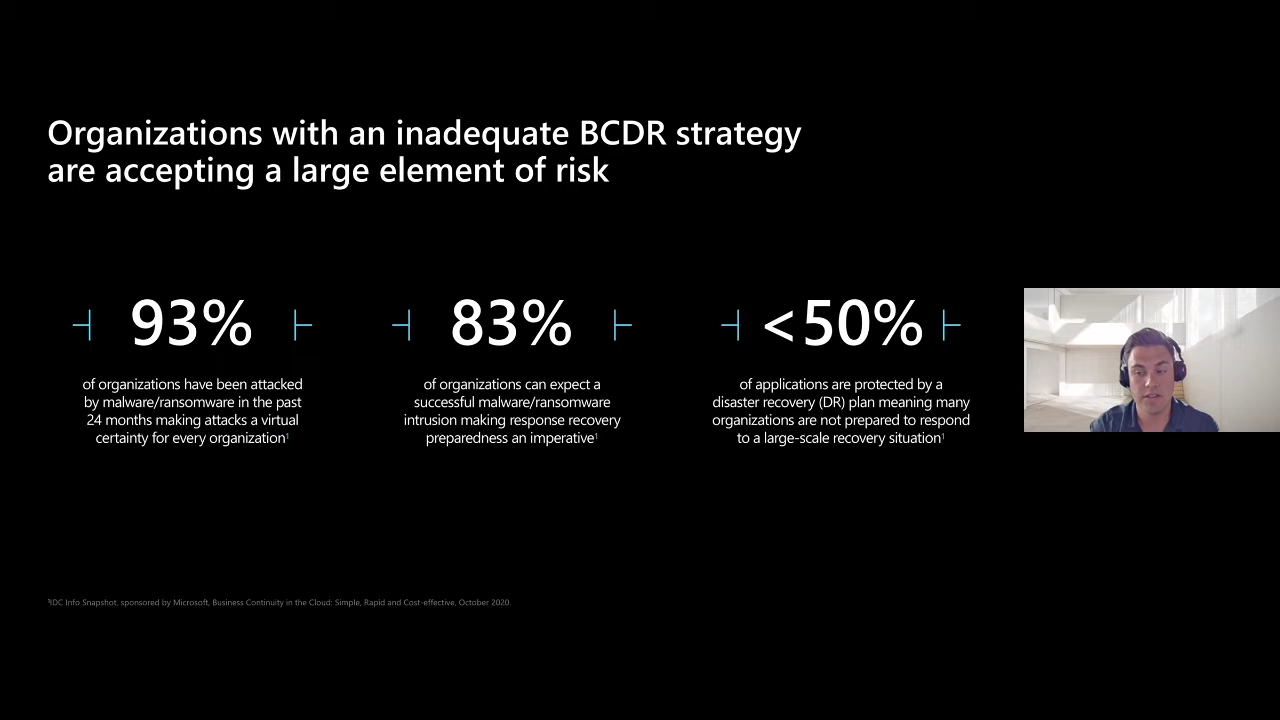 Organizations with an inadequate BCDR strategy
are accepting a large element of risk
93%
of organizations have been attacked
by malware/ransomware in the past
24 months making attacks a virtual
certainty for every organization¹
83%
of organizations can expect a
successful malware/ransomware
intrusion making response recovery
preparedness an imperative¹
<50%
of applications are protected by a
disaster recovery (DR) plan meaning many
organizations are not prepared to respond
to a large-scale recovery situation¹
¹IDC Info Snapshot, sponsored by Microsoft, Business Continuity in the Cloud: Simple, Rapid and Cost-effective, October 2020.